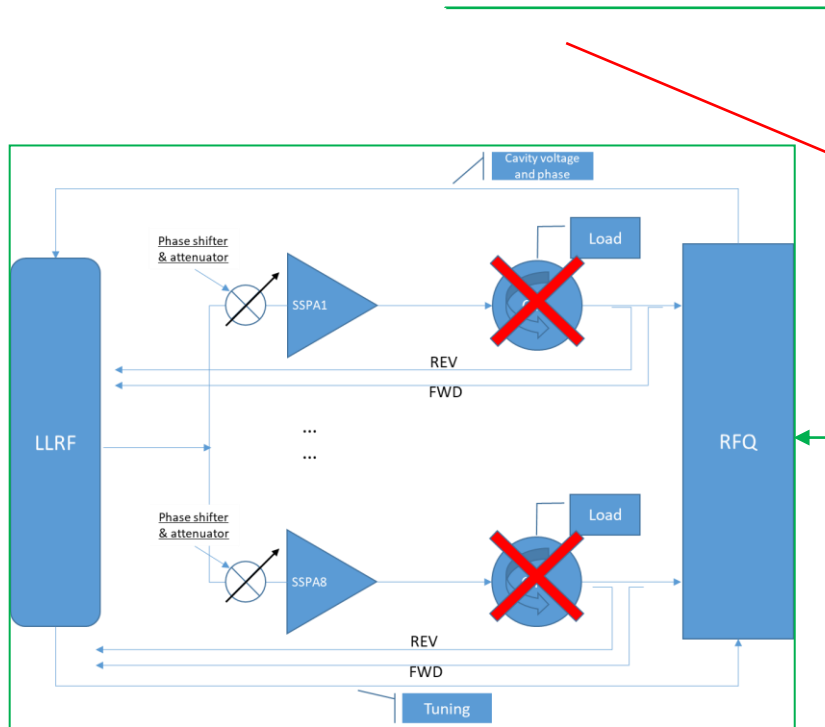 Cavity voltage
and phase
Phase shifter
& attenuator
Load
SSPA1
REV
FWD
LLRF
...
...
RFQ
Phase shifter
& attenuator
Load
SSPA8
REV
FWD
Tuning